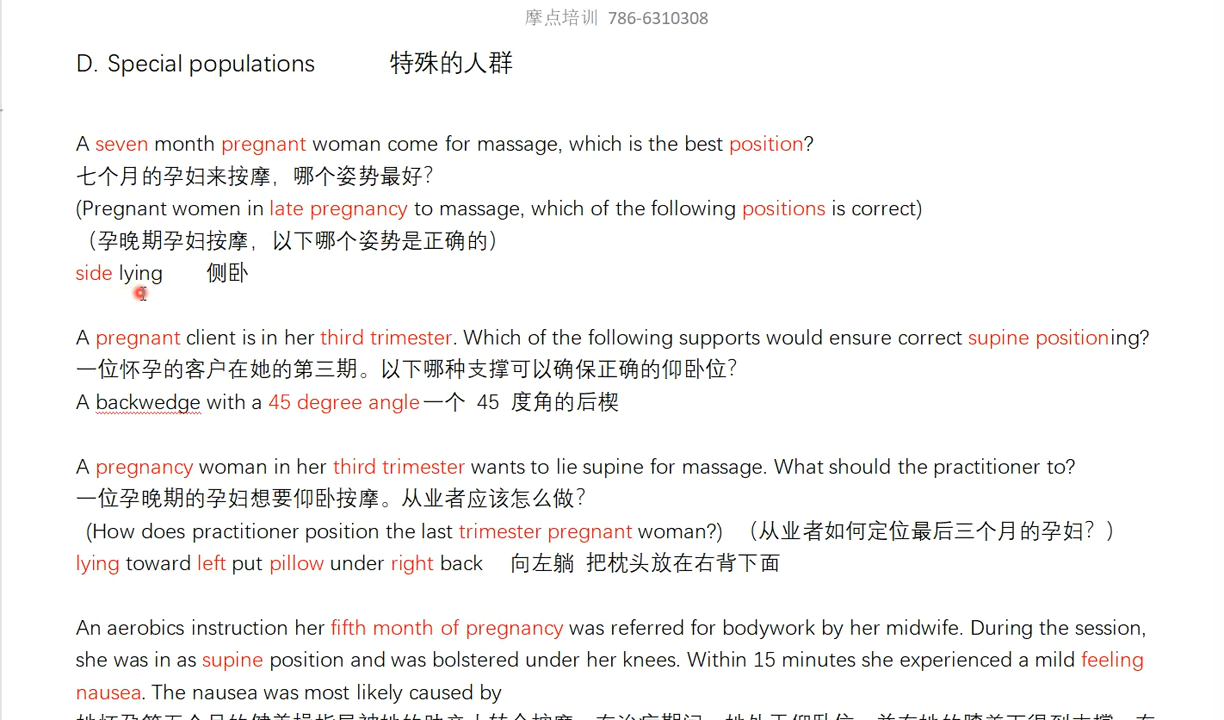 摩点培训 786-6310308
D. Special populations 特殊的人群
A seven month pregnant woman come for massage, which is the best position?
七个月的孕妇来按摩，哪个姿势最好？
(Pregnant women in late pregnancy to massage, which of the following positions is correct)
（孕晚期孕妇按摩，以下哪个姿势是正确的）
side lying 侧卧
A pregnant client is in her third trimester. Which of the following supports would ensure correct supine positioning?
一位怀孕的客户在她的第三期。以下哪种支撑可以确保正确的仰卧位？
A backwedge with a 45 degree angle一个 45 度角的后楔
A pregnancy woman in her third trimester wants to lie supine for massage. What should the practitioner to?
一位孕晚期的孕妇想要仰卧按摩。从业者应该怎么做？
(How does practitioner position the last trimester pregnant woman?) （从业者如何定位最后三个月的孕妇？）
lying toward left put pillow under right back 向左躺 把枕头放在右背下面
An aerobics instruction her fifth month of pregnancy was referred for bodywork by her midwife. During the session,
she was in as supine position and was bolstered under her knees. Within 15 minutes she experienced a mild feeling
nausea. The nausea was most likely caused by